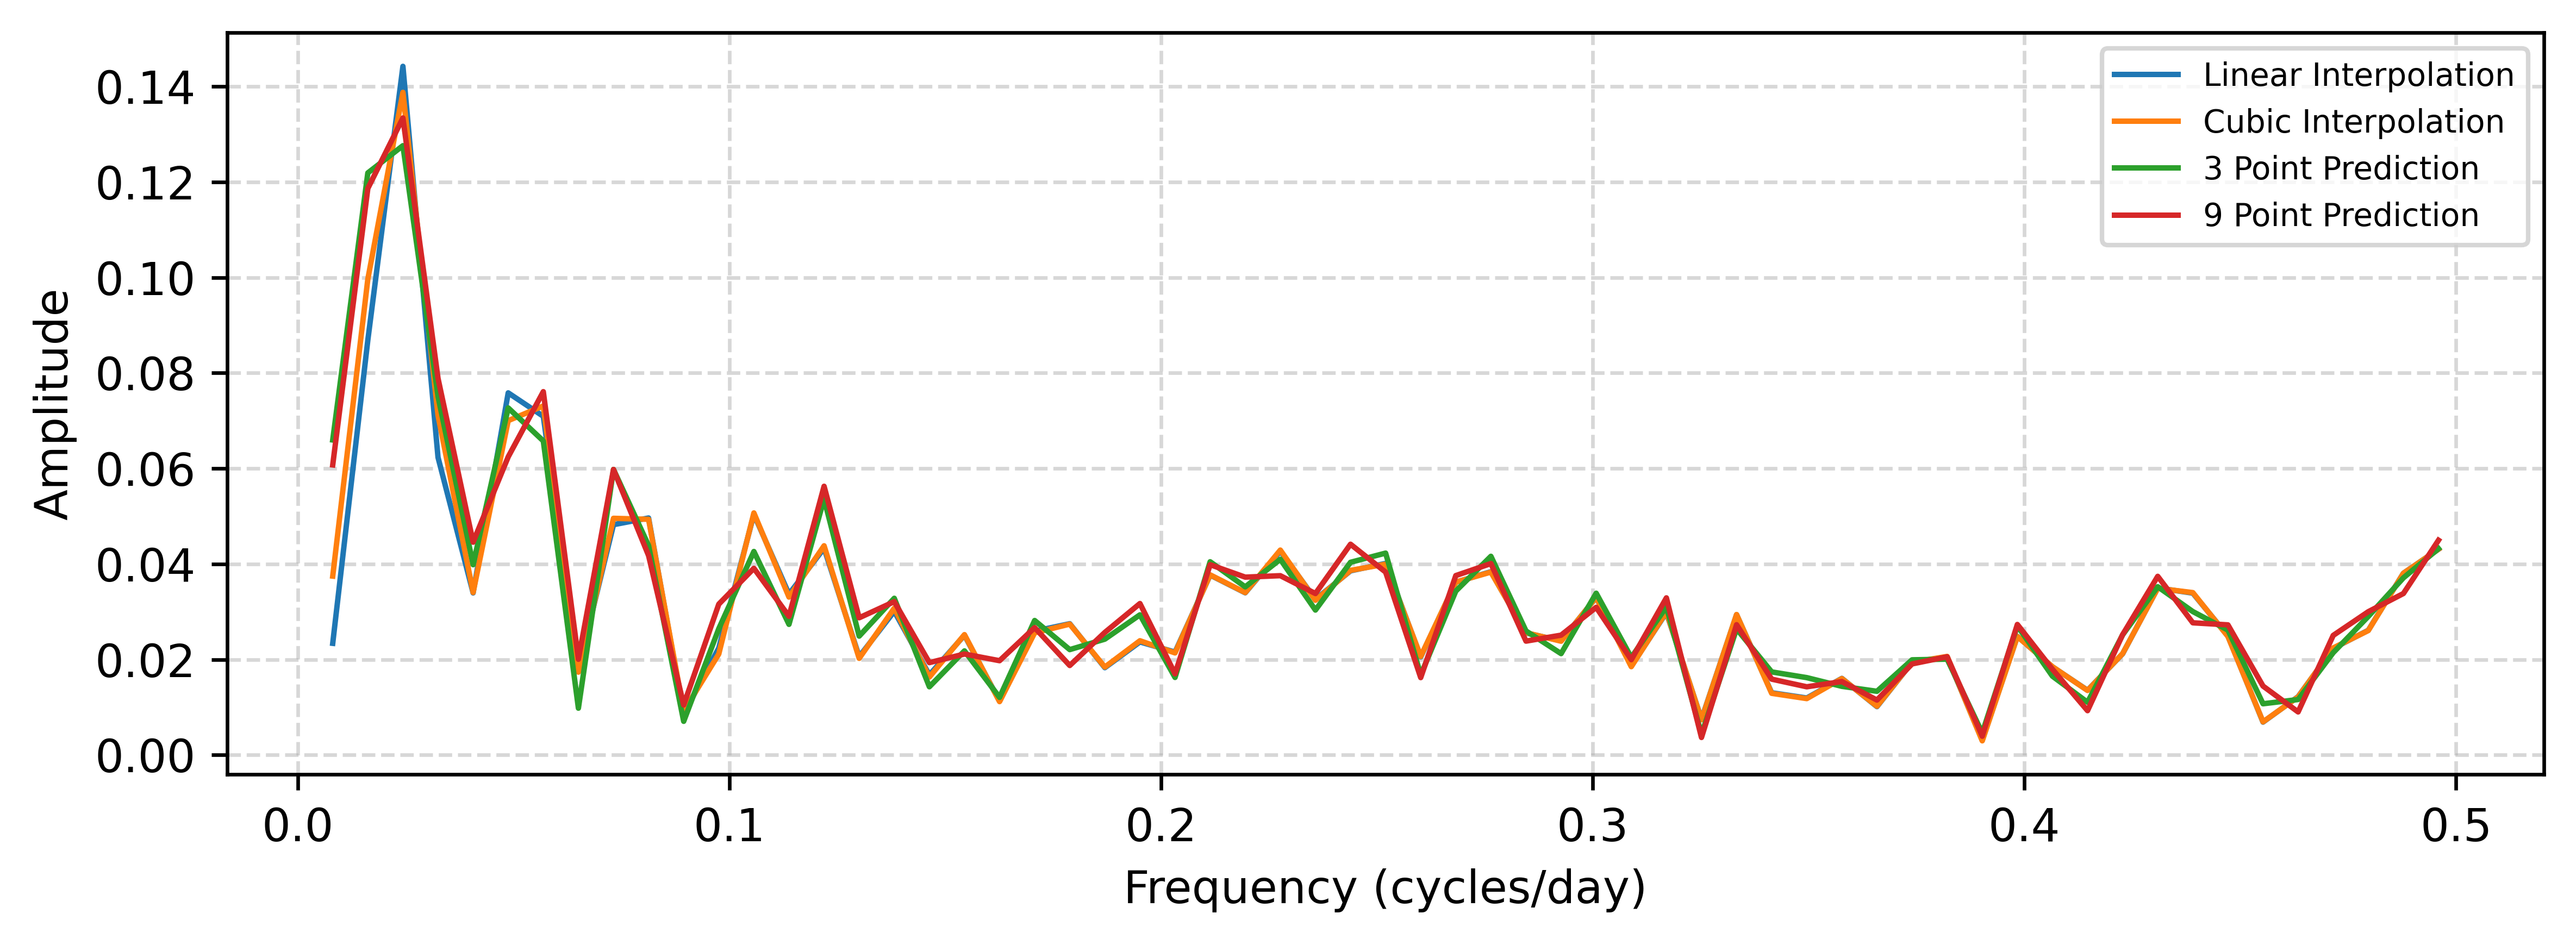 0.14
0.12
0.10
0.08
0.06
0.04
0.02
0.00
Amplitude
Linear Interpolation
Cubic Interpolation
3 Point Prediction
9 Point Prediction
0.0 0.1 0.2 0.3 0.4 0.5
Frequency (cycles/day)